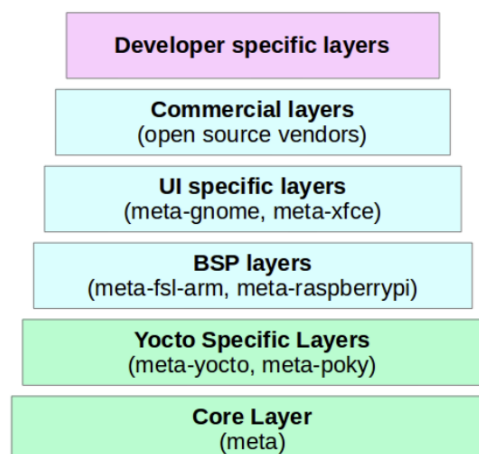 Developer specific layers
Commercial layers
(open source vendors)
UI specific layers
(meta-gnome, meta-xfce)
BSP layers
(meta-fsl-arm, meta-raspberrypi)
Yocto Specific Layers
(meta-yocto, meta-poky)
Core Layer
(meta)